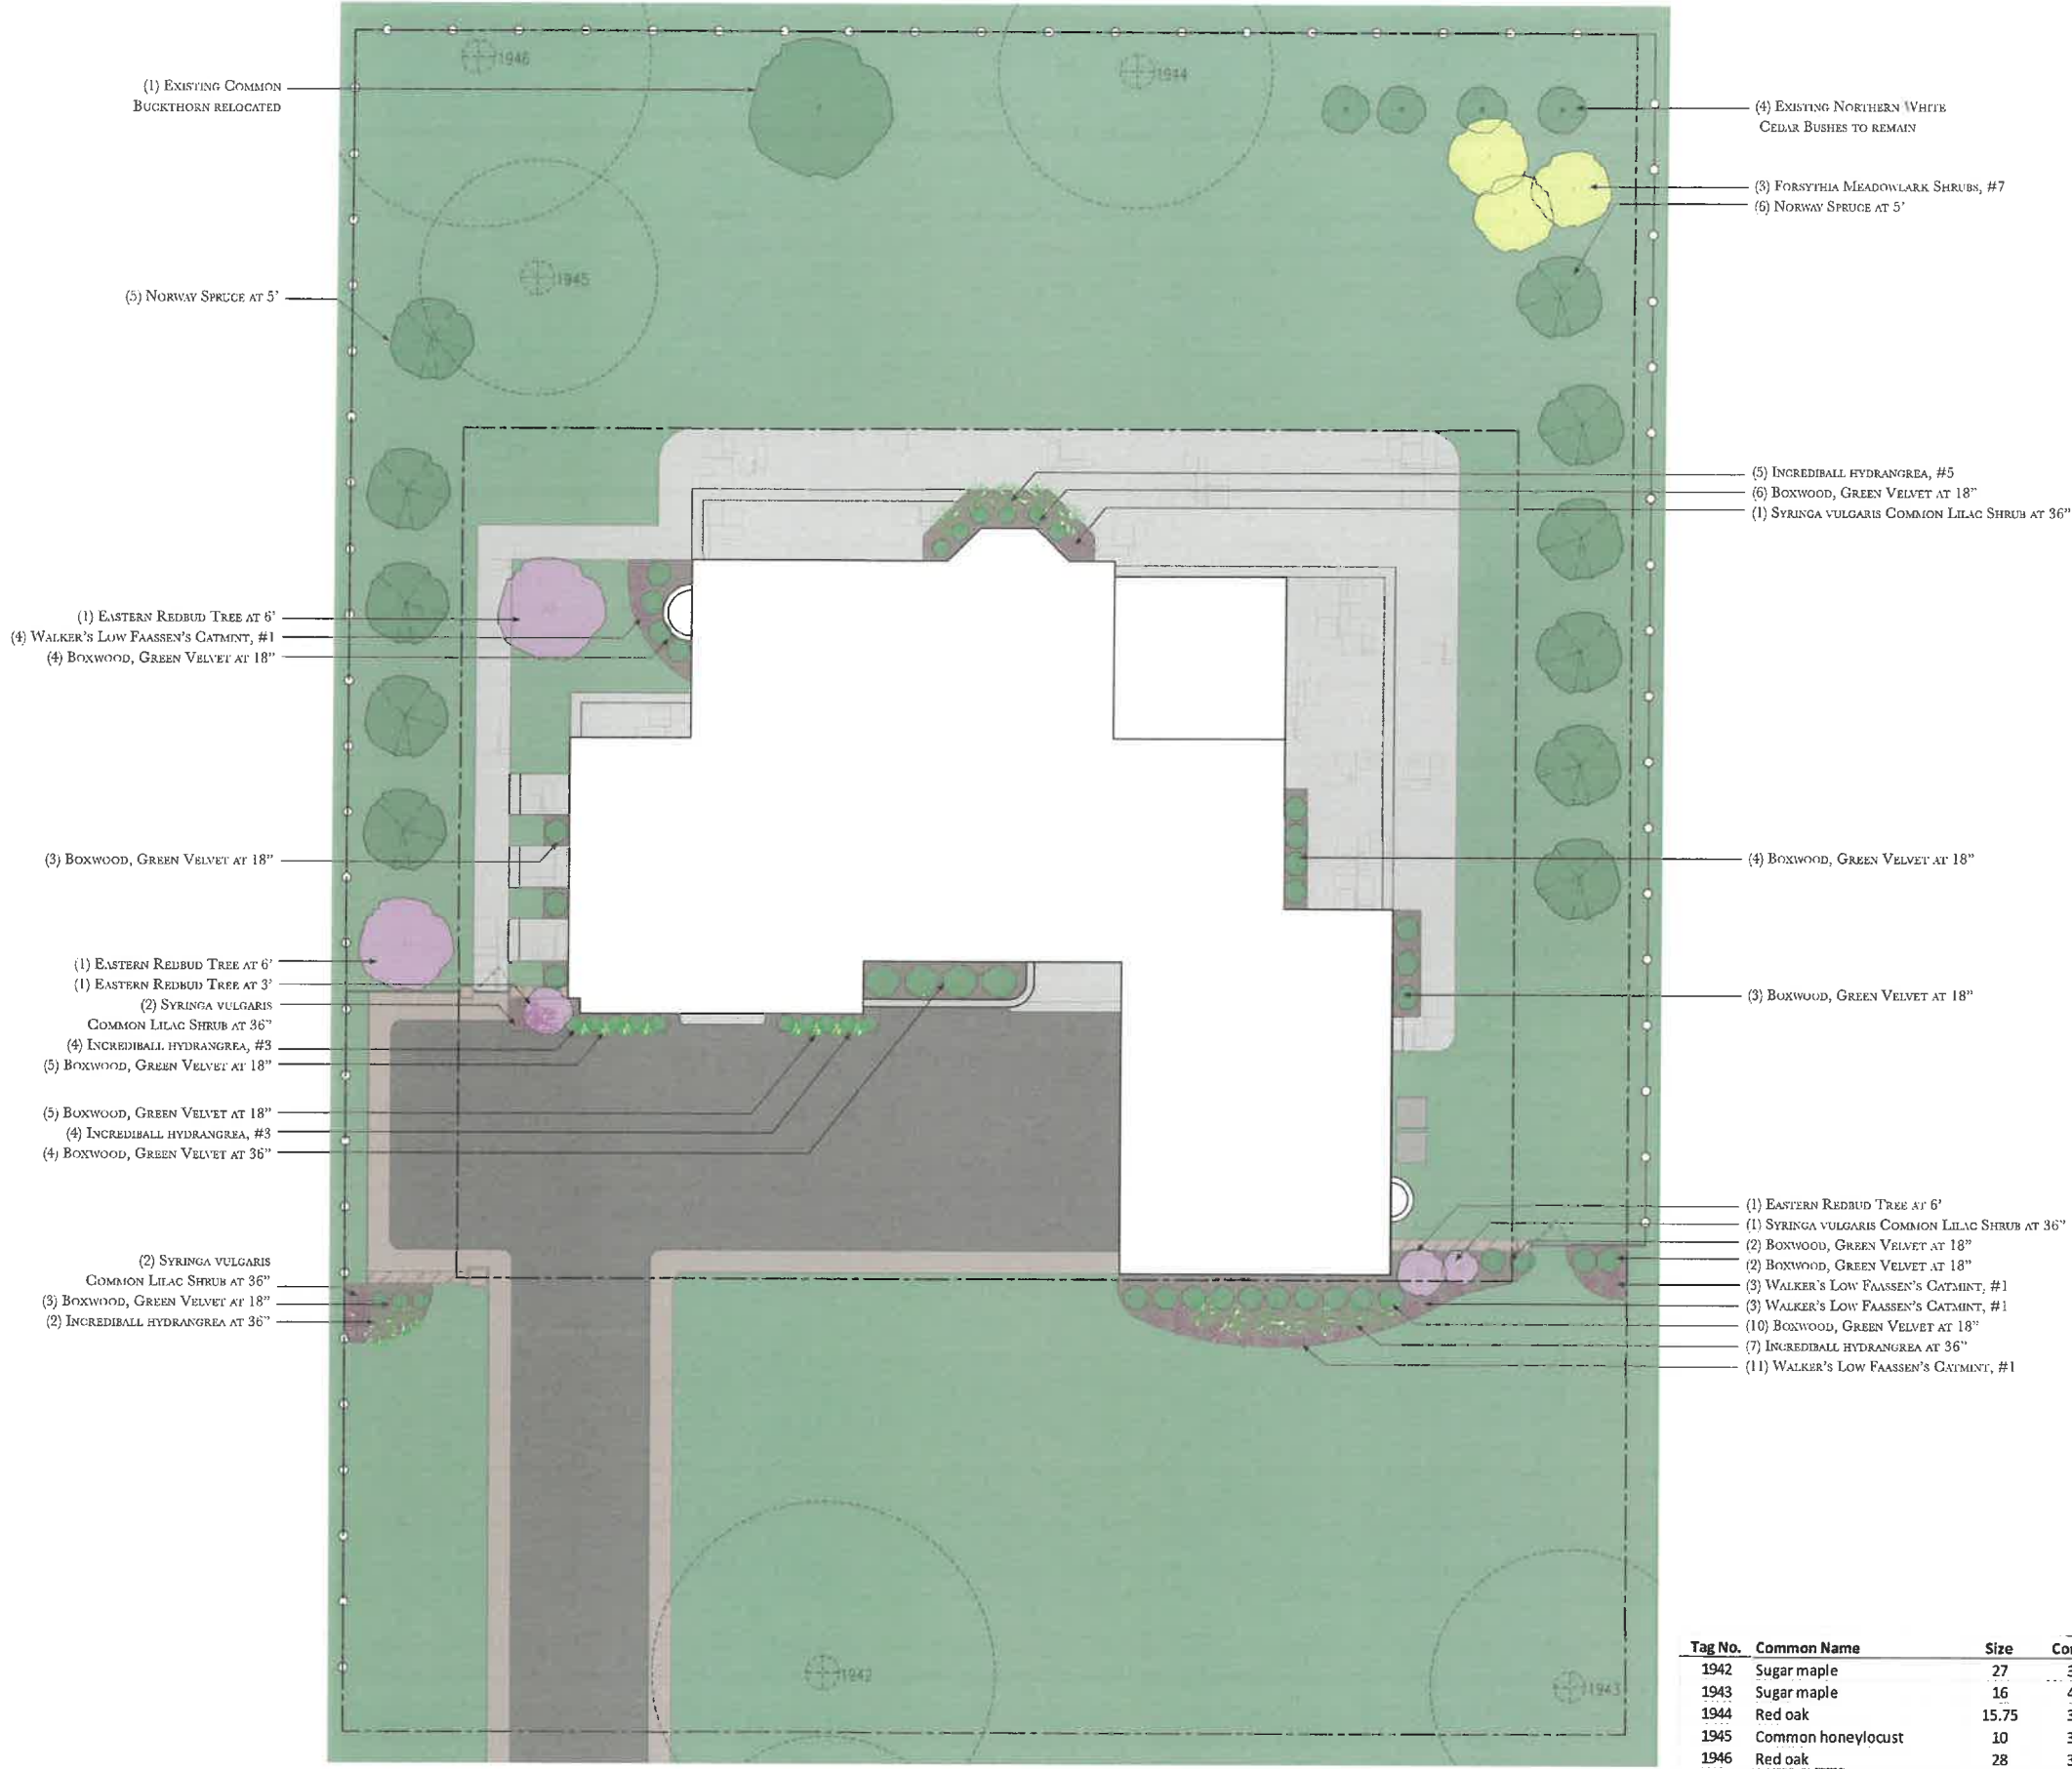 (1) Existing Common
Buckthorn relocated
(5) Norway Spruce at 5'
(1) Eastern Redbud Tree at 6'
(4) Walker's Low Faassen's Catmint, #1
(4) Boxwood, Green Velvet at 18"
(3) Boxwood, Green Velvet at 18"
(1) Eastern Redbud Tree at 6'
(1) Eastern Redbud Tree at 3'
(2) Syringa vulgaris
Common Lilac Shrub at 36"
(4) Incrediball hydrangrea, #3
(5) Boxwood, Green Velvet at 18"
(5) Boxwood, Green Velvet at 18"
(4) Incrediball hydrangrea, #3
(4) Boxwood, Green Velvet at 36"
(2) Syringa vulgaris
Common Lilac Shrub at 36"
(3) Boxwood, Green Velvet at 18"
(2) Incrediball hydrangrea at 36"
1946
1944
1945
1942
1943
(4) Existing Northern White
Cedar Bushes to remain
(3) Forsythia Meadowlark Shrubs, #7
(6) Norway Spruce at 5'
(5) Incrediball hydrangrea, #5
(6) Boxwood, Green Velvet at 18"
(1) Syringa vulgaris Common Lilac Shrub at 36"
(4) Boxwood, Green Velvet at 18"
(3) Boxwood, Green Velvet at 18"
(1) Eastern Redbud Tree at 6'
(1) Syringa vulgaris Common Lilac Shrub at 36"
(2) Boxwood, Green Velvet at 18"
(2) Boxwood, Green Velvet at 18"
(3) Walker's Low Faassen's Catmint, #1
(3) Walker's Low Faassen's Catmint, #1
(10) Boxwood, Green Velvet at 18"
(7) Incrediball hydrangrea at 36"
(11) Walker's Low Faassen's Catmint, #1
Tag No. Common Name Size
1942 Sugar maple 27
1943 Sugar maple 16
1944 Red oak 15.75
1945 Common honeylocust 10
1946 Red oak 28